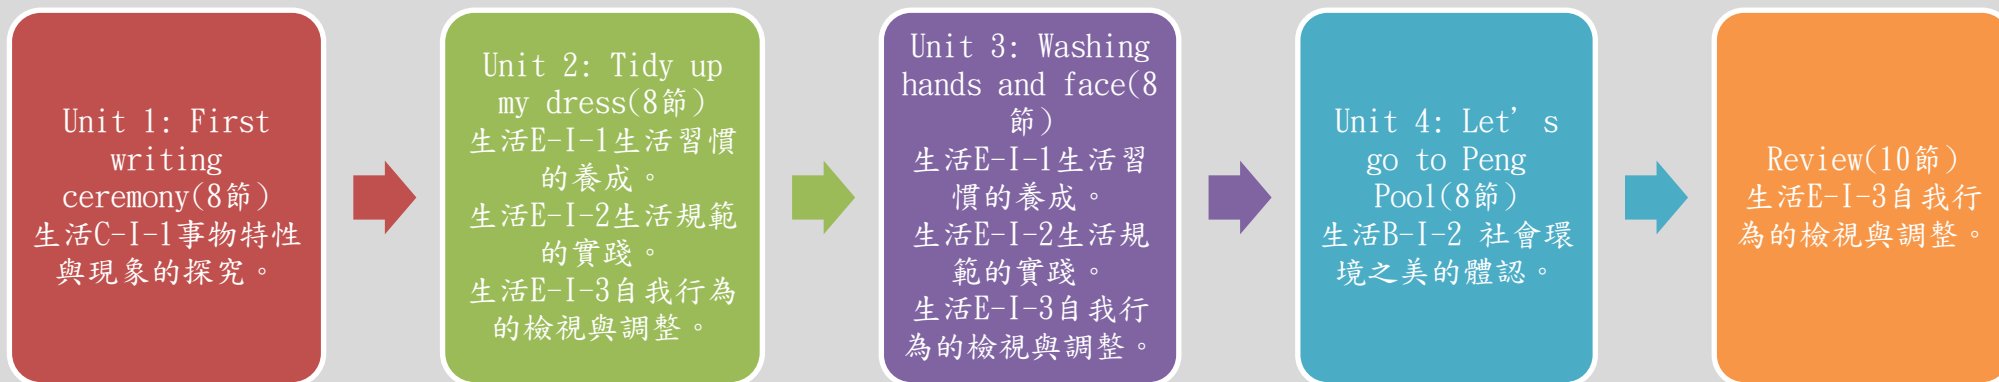 Unit 1: First
writing
ceremony(8節)
生活C-I-1事物特性
與現象的探究。
Unit 2: Tidy up
my dress(8節)
生活E-I-1生活習慣
的養成。
生活E-I-2生活規範
的實踐。
生活E-I-3自我行為
的檢視與調整。
Unit 3: Washing
hands and face(8
節)
生活E-I-1生活習
慣的養成。
生活E-I-2生活規
範的實踐。
生活E-I-3自我行
為的檢視與調整。
Unit 4: Let’s
go to Peng
Pool(8節)
生活B-I-2 社會環
境之美的體認。
Review(10節)
生活E-I-3自我行
為的檢視與調整。